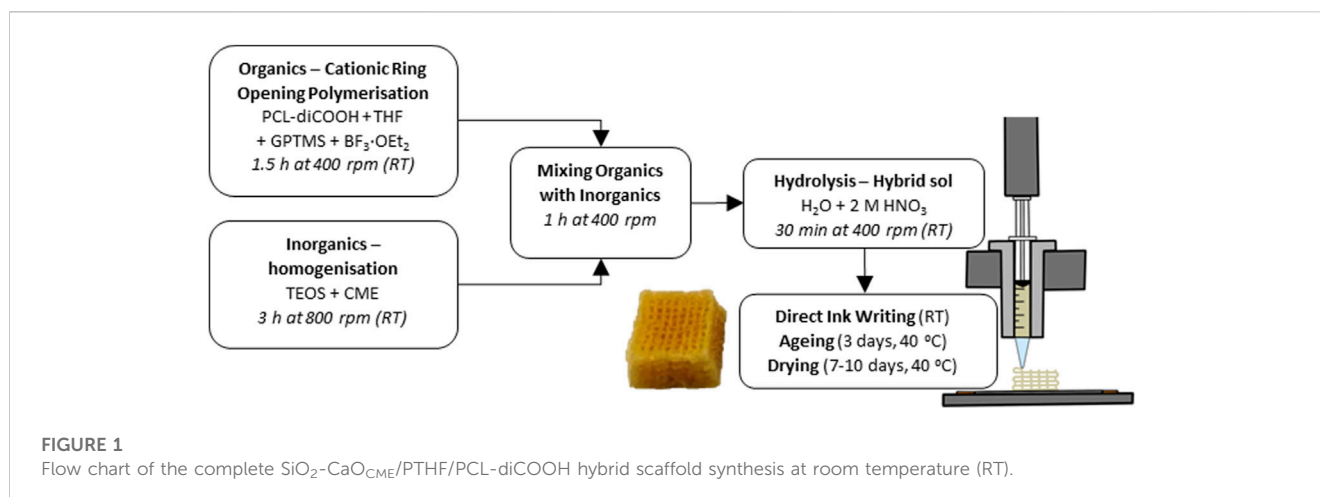 Organics – Cationic Ring
Opening Polymerisation
PCL-diCOOH + THF
+ GPTMS + BF₃·OEt₂
1.5 h at 400 rpm (RT)
Inorganics –
homogenisation
TEOS + CME
3 h at 800 rpm (RT)
Mixing Organics
with Inorganics
1 h at 400 rpm
Hydrolysis – Hybrid sol
H₂O + 2 M HNO₃
30 min at 400 rpm (RT)
Direct Ink Writing (RT)
Ageing (3 days, 40 ºC)
Drying (7-10 days, 40 ºC)
FIGURE 1
Flow chart of the complete SiO₂-CaO_CME/PTHF/PCL-diCOOH hybrid scaffold synthesis at room temperature (RT).